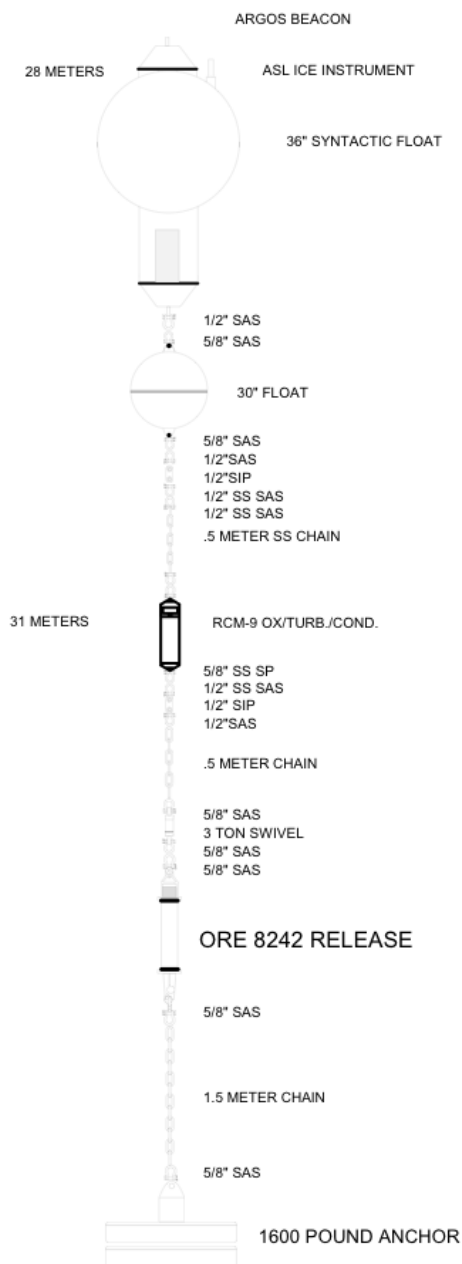 ARGOS BEACON
28 METERS
ASL ICE INSTRUMENT
36" SYNTACTIC FLOAT
1/2" SAS
5/8" SAS
30" FLOAT
5/8" SAS
1/2"SAS
1/2"SIP
1/2" SS SAS
1/2" SS SAS
.5 METER SS CHAIN
31 METERS
RCM-9 OX/TURB./COND.
5/8" SS SP
1/2" SS SAS
1/2" SIP
1/2"SAS
.5 METER CHAIN
5/8" SAS
3 TON SWIVEL
5/8" SAS
5/8" SAS
ORE 8242 RELEASE
5/8" SAS
1.5 METER CHAIN
5/8" SAS
1600 POUND ANCHOR